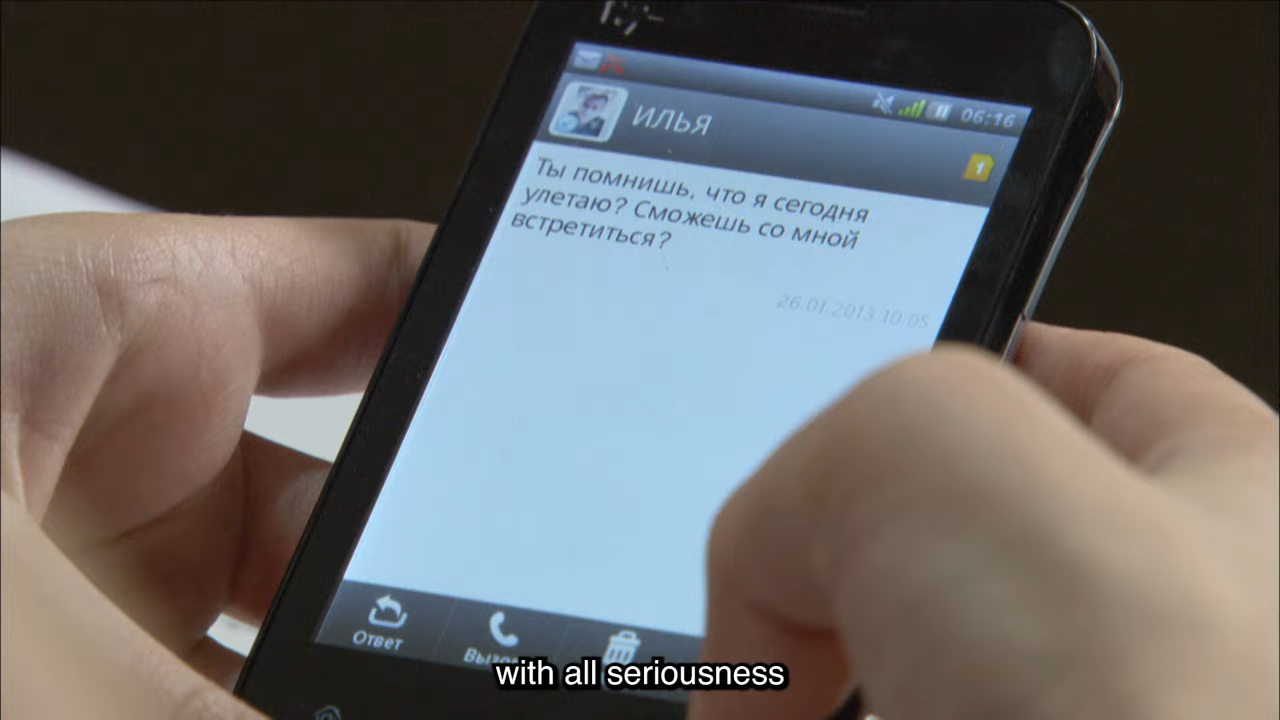 06:16
ИЛЬЯ
1
Ты помнишь, что я сегодня
улетаю? Сможешь со мной
встретиться?
26.01.2013 10:05
Ответ
with all seriousness